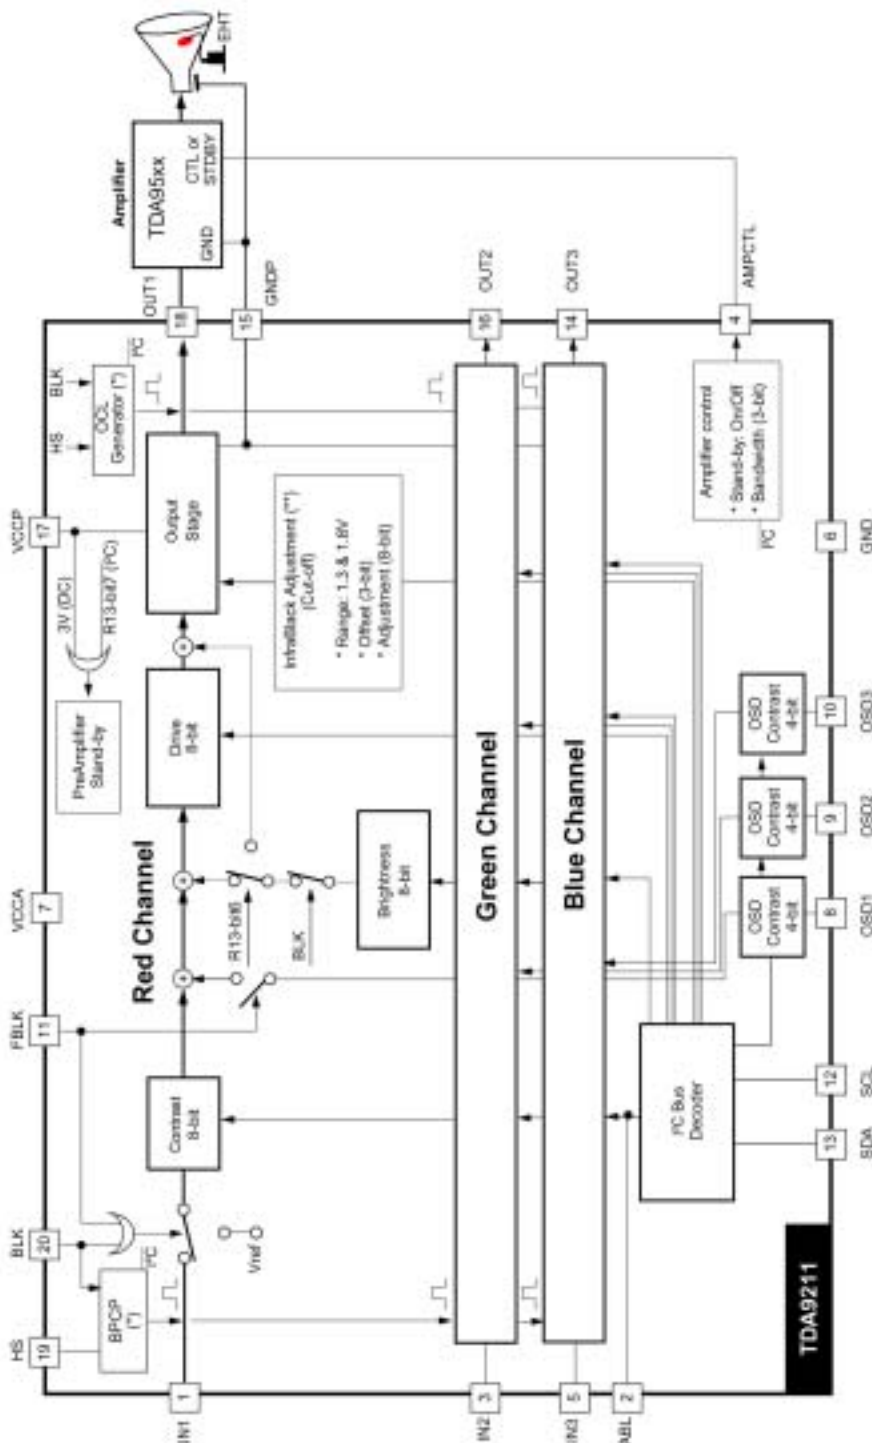 HS
19
BLK
20
FBLK
11
VCCA
7
VCCP
17
HS
BLK
BPCP
(*)
I²C
3V (DC)
R13-bit7 (I²C)
PreAmplifier
Stand-by
OCL
Generator (*)
I²C
Amplifier
TDA95xx
GND
CTL or
STDBY
EHT
IN1
1
Vref
Contrast
8-bit
Red Channel
R13-bit6
BLK
Drive
8-bit
Output
Stage
18
OUT1
15
GNDP
Brightness
8-bit
InfraBlack Adjustment (**)
(Cut-off)
* Range: 1.3 & 1.8V
* Offset (3-bit)
* Adjustment (8-bit)
IN2
3
Green Channel
16
OUT2
IN3
5
Blue Channel
14
OUT3
ABL
2
I²C Bus
Decoder
OSD
Contrast
4-bit
OSD
Contrast
4-bit
OSD
Contrast
4-bit
Amplifier control
* Stand-by: On/Off
* Bandwidth (3-bit)
I²C
4
AMPCTL
TDA9211
13
SDA
12
SCL
8
OSD1
9
OSD2
10
OSD3
6
GND